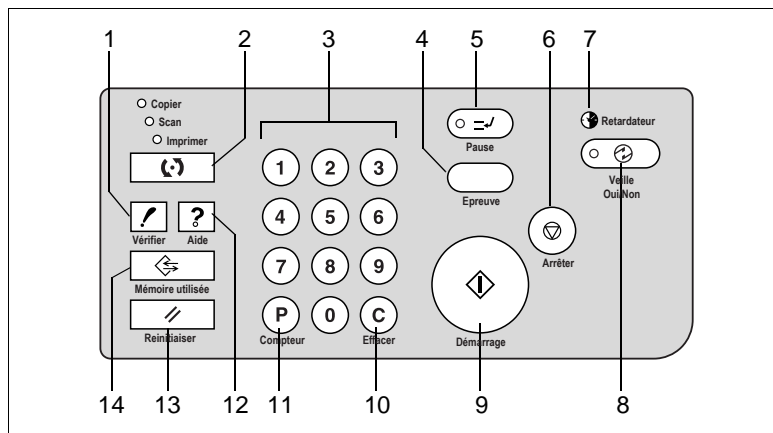 1 2 3 4 5 6 7
Copier
Scan
Imprimer
Retardateur
Pause
1 2 3
Epreuve
Veille
Oui/Non
4 5 6
Vérifier ? Aide
Arrêter
7 8 9
Mémoire utilisée
P 0 C
Reinitiaiser
Compteur Effacer Démarrage
14 13 12 11 10 9 8